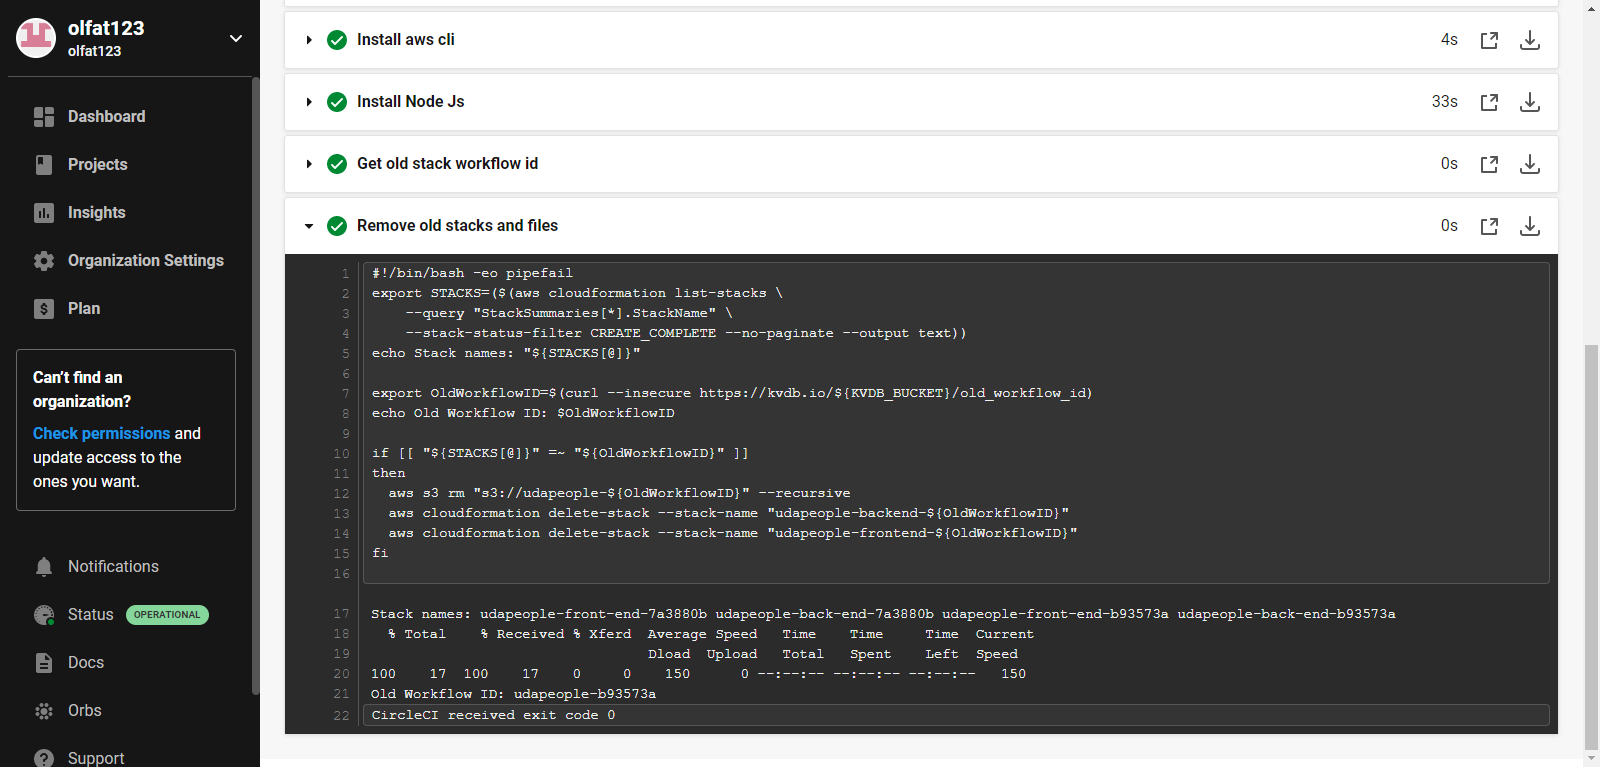 olfat123
olfat123
Dashboard
Projects
Insights
Organization Settings
Plan
Can't find an
organization?
Check permissions and
update access to the
ones you want.
Notifications
Status OPERATIONAL
Docs
Orbs
Support
Install aws cli 4s
Install Node Js 33s
Get old stack workflow id 0s
Remove old stacks and files 0s
1 #!/bin/bash -eo pipefail
2 export STACKS=($(aws cloudformation list-stacks \
3     --query "StackSummaries[*].StackName" \
4     --stack-status-filter CREATE_COMPLETE --no-paginate --output text))
5 echo Stack names: "${STACKS[@]}"
6
7 export OldWorkflowID=$(curl --insecure https://kvdb.io/${KVDB_BUCKET}/old_workflow_id)
8 echo Old Workflow ID: $OldWorkflowID
9
10 if [[ "${STACKS[@]}" =~ "${OldWorkflowID}" ]]
11 then
12   aws s3 rm "s3://udapeople-${OldWorkflowID}" --recursive
13   aws cloudformation delete-stack --stack-name "udapeople-backend-${OldWorkflowID}"
14   aws cloudformation delete-stack --stack-name "udapeople-frontend-${OldWorkflowID}"
15 fi
16
17 Stack names: udapeople-front-end-7a3880b udapeople-back-end-7a3880b udapeople-front-end-b93573a udapeople-back-end-b93573a
18   % Total    % Received % Xferd  Average Speed   Time    Time     Time  Current
19                                  Dload  Upload   Total   Spent    Left  Speed
20 100    17  100    17    0     0    150      0 --:--:-- --:--:-- --:--:--   150
21 Old Workflow ID: udapeople-b93573a
22 CircleCI received exit code 0